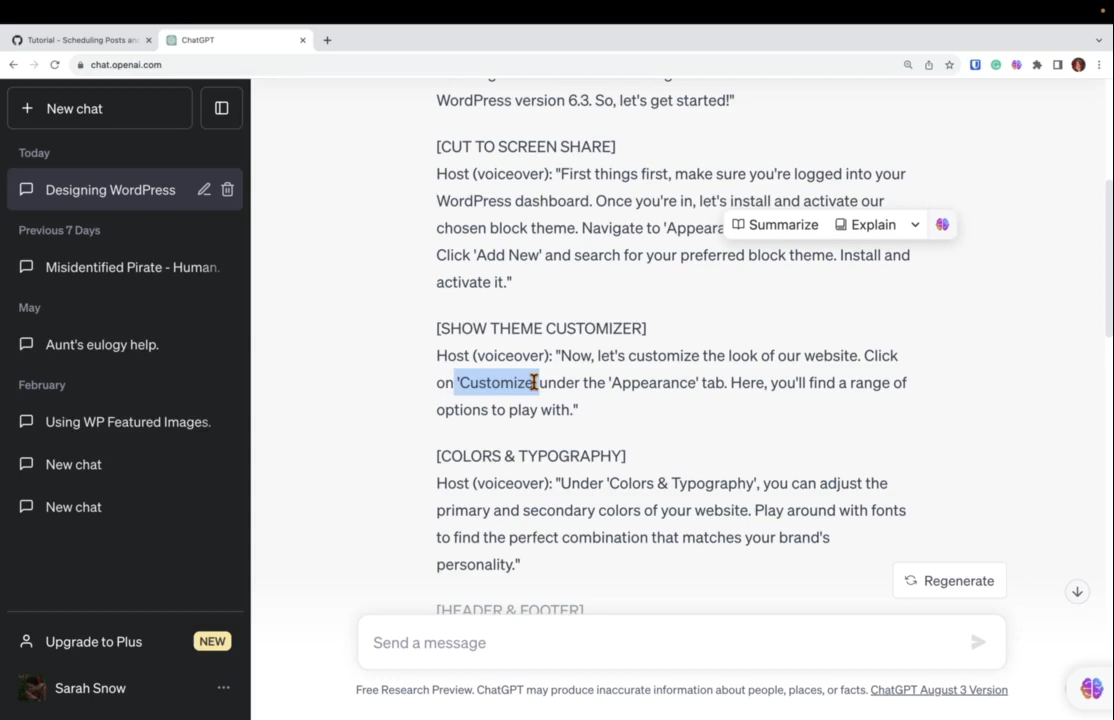 Tutorial - Scheduling Posts an
ChatGPT
chat.openai.com
New chat
Today
Designing WordPress
Previous 7 Days
Misidentified Pirate - Human.
May
Aunt's eulogy help.
February
Using WP Featured Images.
New chat
New chat
Upgrade to Plus NEW
Sarah Snow
WordPress version 6.3. So, let's get started!"
[CUT TO SCREEN SHARE]
Host (voiceover): "First things first, make sure you're logged into your
WordPress dashboard. Once you're in, let's install and activate our
chosen block theme. Navigate to 'Appeara
Summarize Explain
Click 'Add New' and search for your preferred block theme. Install and
activate it."
[SHOW THEME CUSTOMIZER]
Host (voiceover): "Now, let's customize the look of our website. Click
on 'Customize' under the 'Appearance' tab. Here, you'll find a range of
options to play with."
[COLORS & TYPOGRAPHY]
Host (voiceover): "Under 'Colors & Typography', you can adjust the
primary and secondary colors of your website. Play around with fonts
to find the perfect combination that matches your brand's
personality."
Regenerate
[HEADER & FOOTER]
Send a message
Free Research Preview. ChatGPT may produce inaccurate information about people, places, or facts. ChatGPT August 3 Version